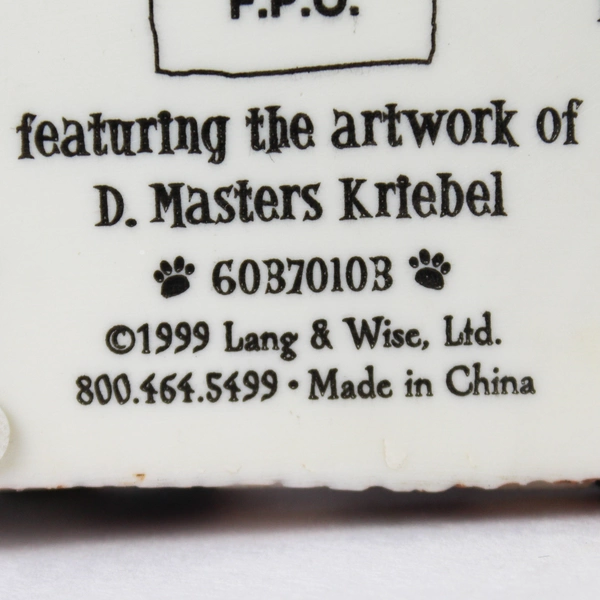 F.P.O.
featuring the artwork of
D. Masters Kriebel
60370103
©1999 Lang & Wise, Ltd.
800.464.5499 • Made in China